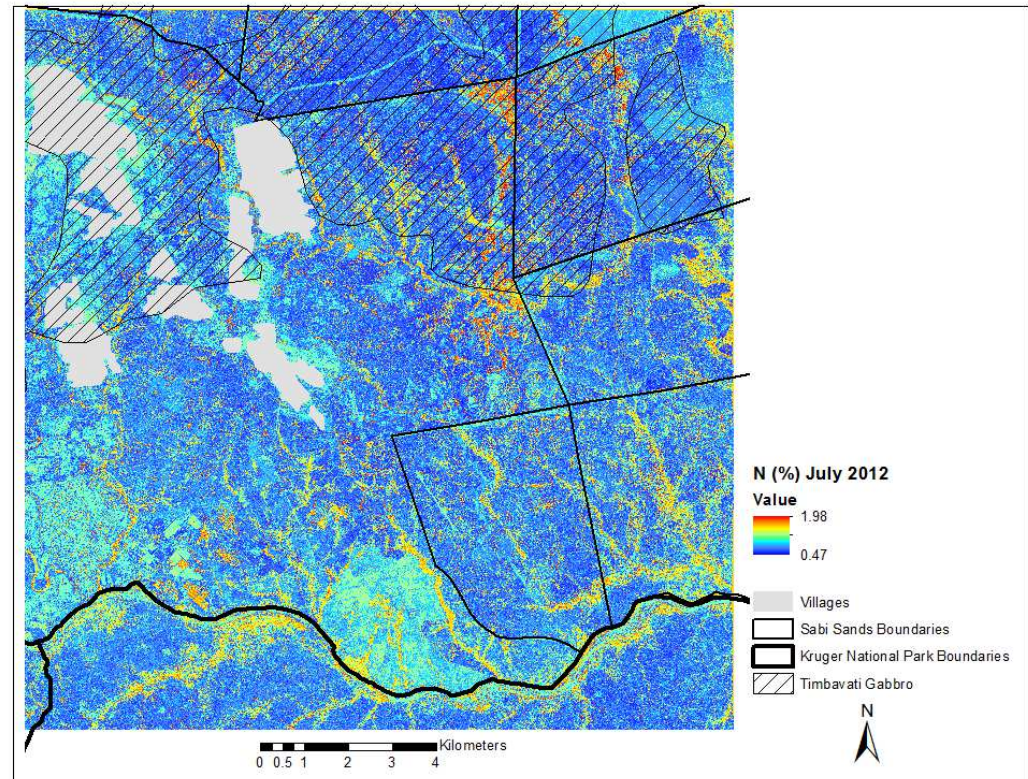 N (%) July 2012
Value
1.98
0.47
Villages
Sabi Sands Boundaries
Kruger National Park Boundaries
Timbavati Gabbro
N
Kilometers
0 0.5 1 2 3 4